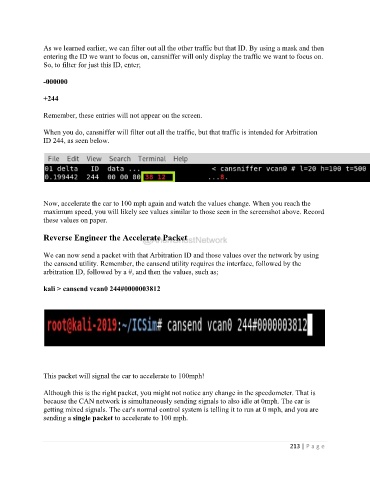 As we learned earlier, we can filter out all the other traffic but that ID. By using a mask and then
entering the ID we want to focus on, cansniffer will only display the traffic we want to focus on.
So, to filter for just this ID, enter;
-000000
+244
Remember, these entries will not appear on the screen.
When you do, cansniffer will filter out all the traffic, but that traffic is intended for Arbitration
ID 244, as seen below.
File Edit View Search Terminal Help
01 delta ID data ... < cansniffer vcan0 # l=20 h=100 t=500
0.199442 244 00 00 00 38 12 ...8.
Now, accelerate the car to 100 mph again and watch the values change. When you reach the
maximum speed, you will likely see values similar to those seen in the screenshot above. Record
these values on paper.
Reverse Engineer the Accelerate Packet
We can now send a packet with that Arbitration ID and those values over the network by using
the cansend utility. Remember, the cansend utility requires the interface, followed by the
arbitration ID, followed by a #, and then the values, such as;
kali > cansend vcan0 244#0000003812
root@kali-2019:~/ICSim# cansend vcan0 244#0000003812
This packet will signal the car to accelerate to 100mph!
Although this is the right packet, you might not notice any change in the speedometer. That is
because the CAN network is simultaneously sending signals to also idle at 0mph. The car is
getting mixed signals. The car's normal control system is telling it to run at 0 mph, and you are
sending a single packet to accelerate to 100 mph.
213 | Page